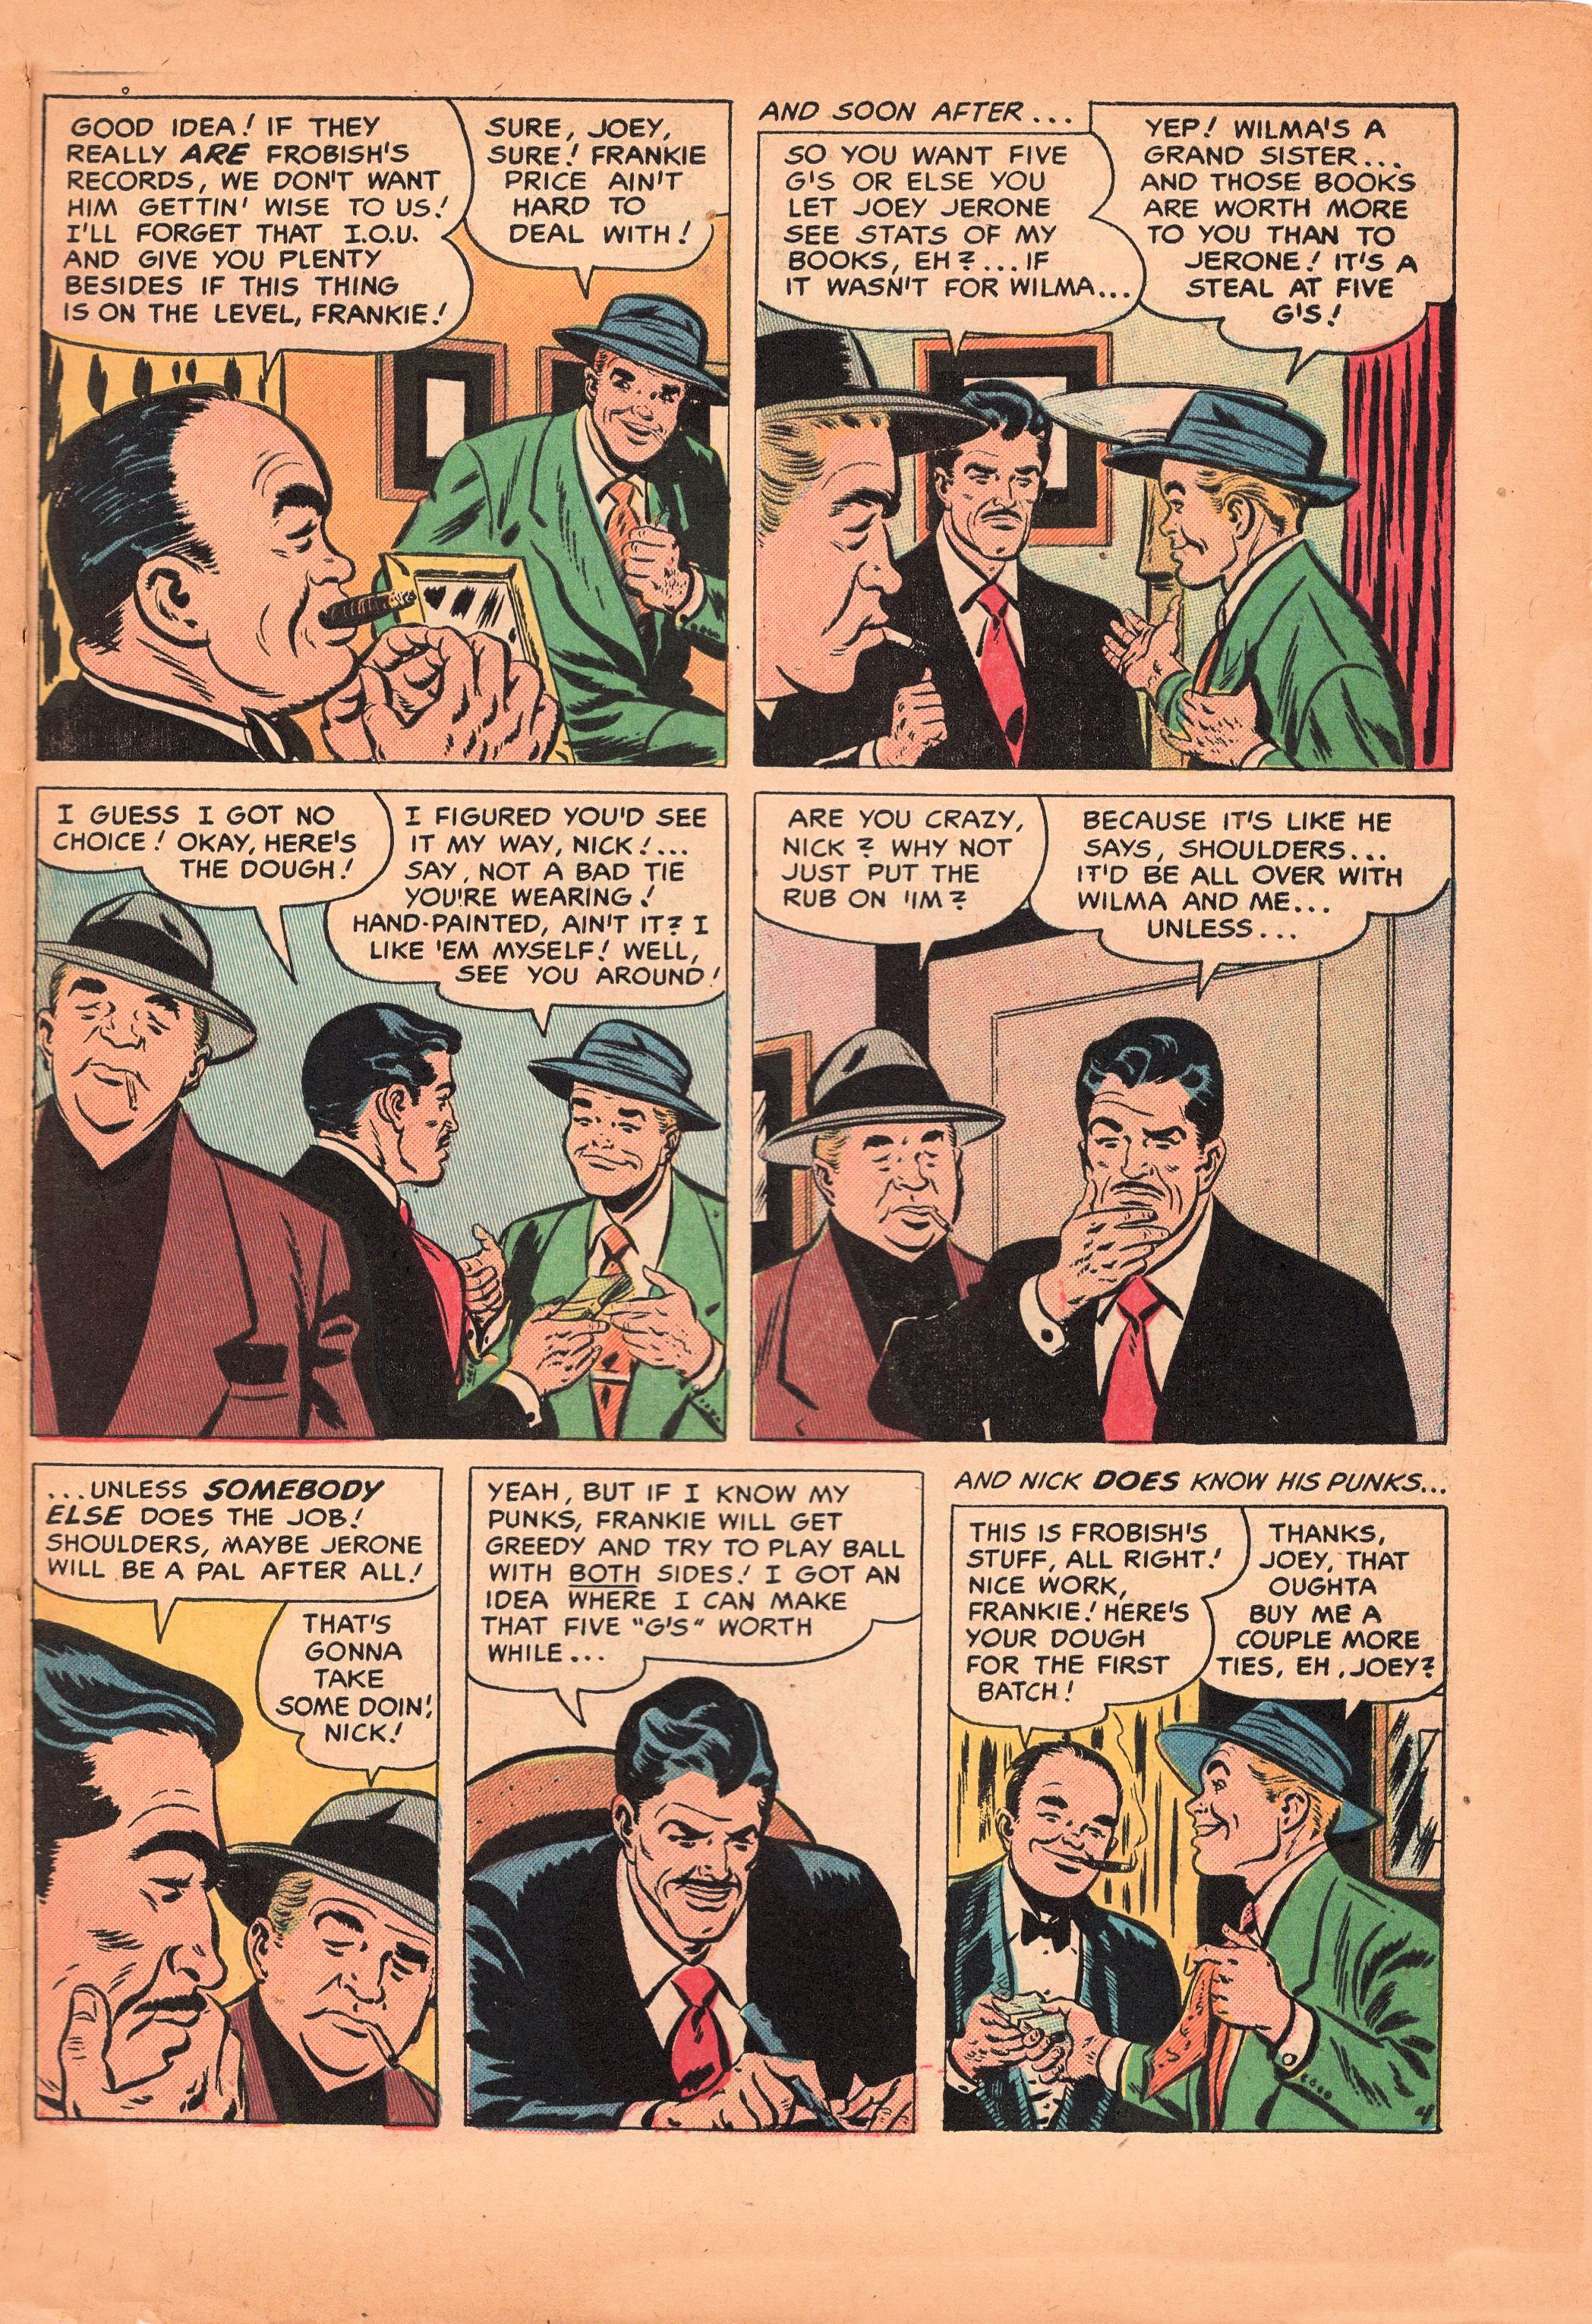 GOOD IDEA! IF THEY
REALLY ARE FROBISH'S
RECORDS, WE DON'T WANT
HIM GETTIN' WISE TO US!
I'LL FORGET THAT I.O.U.
AND GIVE YOU PLENTY
BESIDES IF THIS THING
IS ON THE LEVEL, FRANKIE!
SURE, JOEY,
SURE! FRANKIE
PRICE AIN'T
HARD TO
DEAL WITH!
AND SOON AFTER...
SO YOU WANT FIVE
G'S OR ELSE YOU
LET JOEY JERONE
SEE STATS OF MY
BOOKS, EH?...IF
IT WASN'T FOR WILMA...
YEP! WILMA'S A
GRAND SISTER...
AND THOSE BOOKS
ARE WORTH MORE
TO YOU THAN TO
JERONE! IT'S A
STEAL AT FIVE
G'S!
I GUESS I GOT NO
CHOICE! OKAY, HERE'S
THE DOUGH!
I FIGURED YOU'D SEE
IT MY WAY, NICK!...
SAY, NOT A BAD TIE
YOU'RE WEARING!
HAND-PAINTED, AIN'T IT? I
LIKE 'EM MYSELF! WELL,
SEE YOU AROUND!
ARE YOU CRAZY,
NICK? WHY NOT
JUST PUT THE
RUB ON 'IM?
BECAUSE IT'S LIKE HE
SAYS, SHOULDERS...
IT'D BE ALL OVER WITH
WILMA AND ME...
UNLESS...
...UNLESS SOMEBODY
ELSE DOES THE JOB!
SHOULDERS, MAYBE JERONE
WILL BE A PAL AFTER ALL!
THAT'S
GONNA
TAKE
SOME DOIN'!
NICK!
YEAH, BUT IF I KNOW MY
PUNKS, FRANKIE WILL GET
GREEDY AND TRY TO PLAY BALL
WITH BOTH SIDES! I GOT AN
IDEA WHERE I CAN MAKE
THAT FIVE "G'S" WORTH
WHILE...
AND NICK DOES KNOW HIS PUNKS...
THIS IS FROBISH'S
STUFF, ALL RIGHT!
NICE WORK,
FRANKIE! HERE'S
YOUR DOUGH
FOR THE FIRST
BATCH!
THANKS,
JOEY, THAT
OUGHTA
BUY ME A
COUPLE MORE
TIES, EH, JOEY?
4